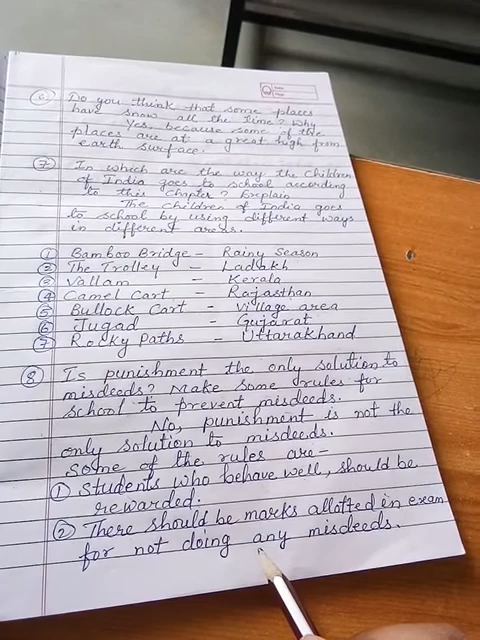 6 Do you think that some places
have snow all the time? Why
Yes, because some of the
places are at a great high from
earth surface.
7 In which are the way the children
of India goes to school according
to this chapter? Explain
The children of India goes
to school by using different ways
in different areas.
1 Bamboo Bridge - Rainy Season
2 The Trolley - Ladakh
3 Vallam - Kerala
4 Camel Cart - Rajasthan
5 Bullock Cart - Village area
6 Jugad - Gujarat
7 Rocky Paths - Uttarakhand
8 Is punishment the only solution to
misdeeds? Make some rules for
school to prevent misdeeds.
No, punishment is not the
only solution to misdeeds.
Some of the rules are-
1 Students who behave well, should be
rewarded.
2 There should be marks allotted in exam
for not doing any misdeeds.